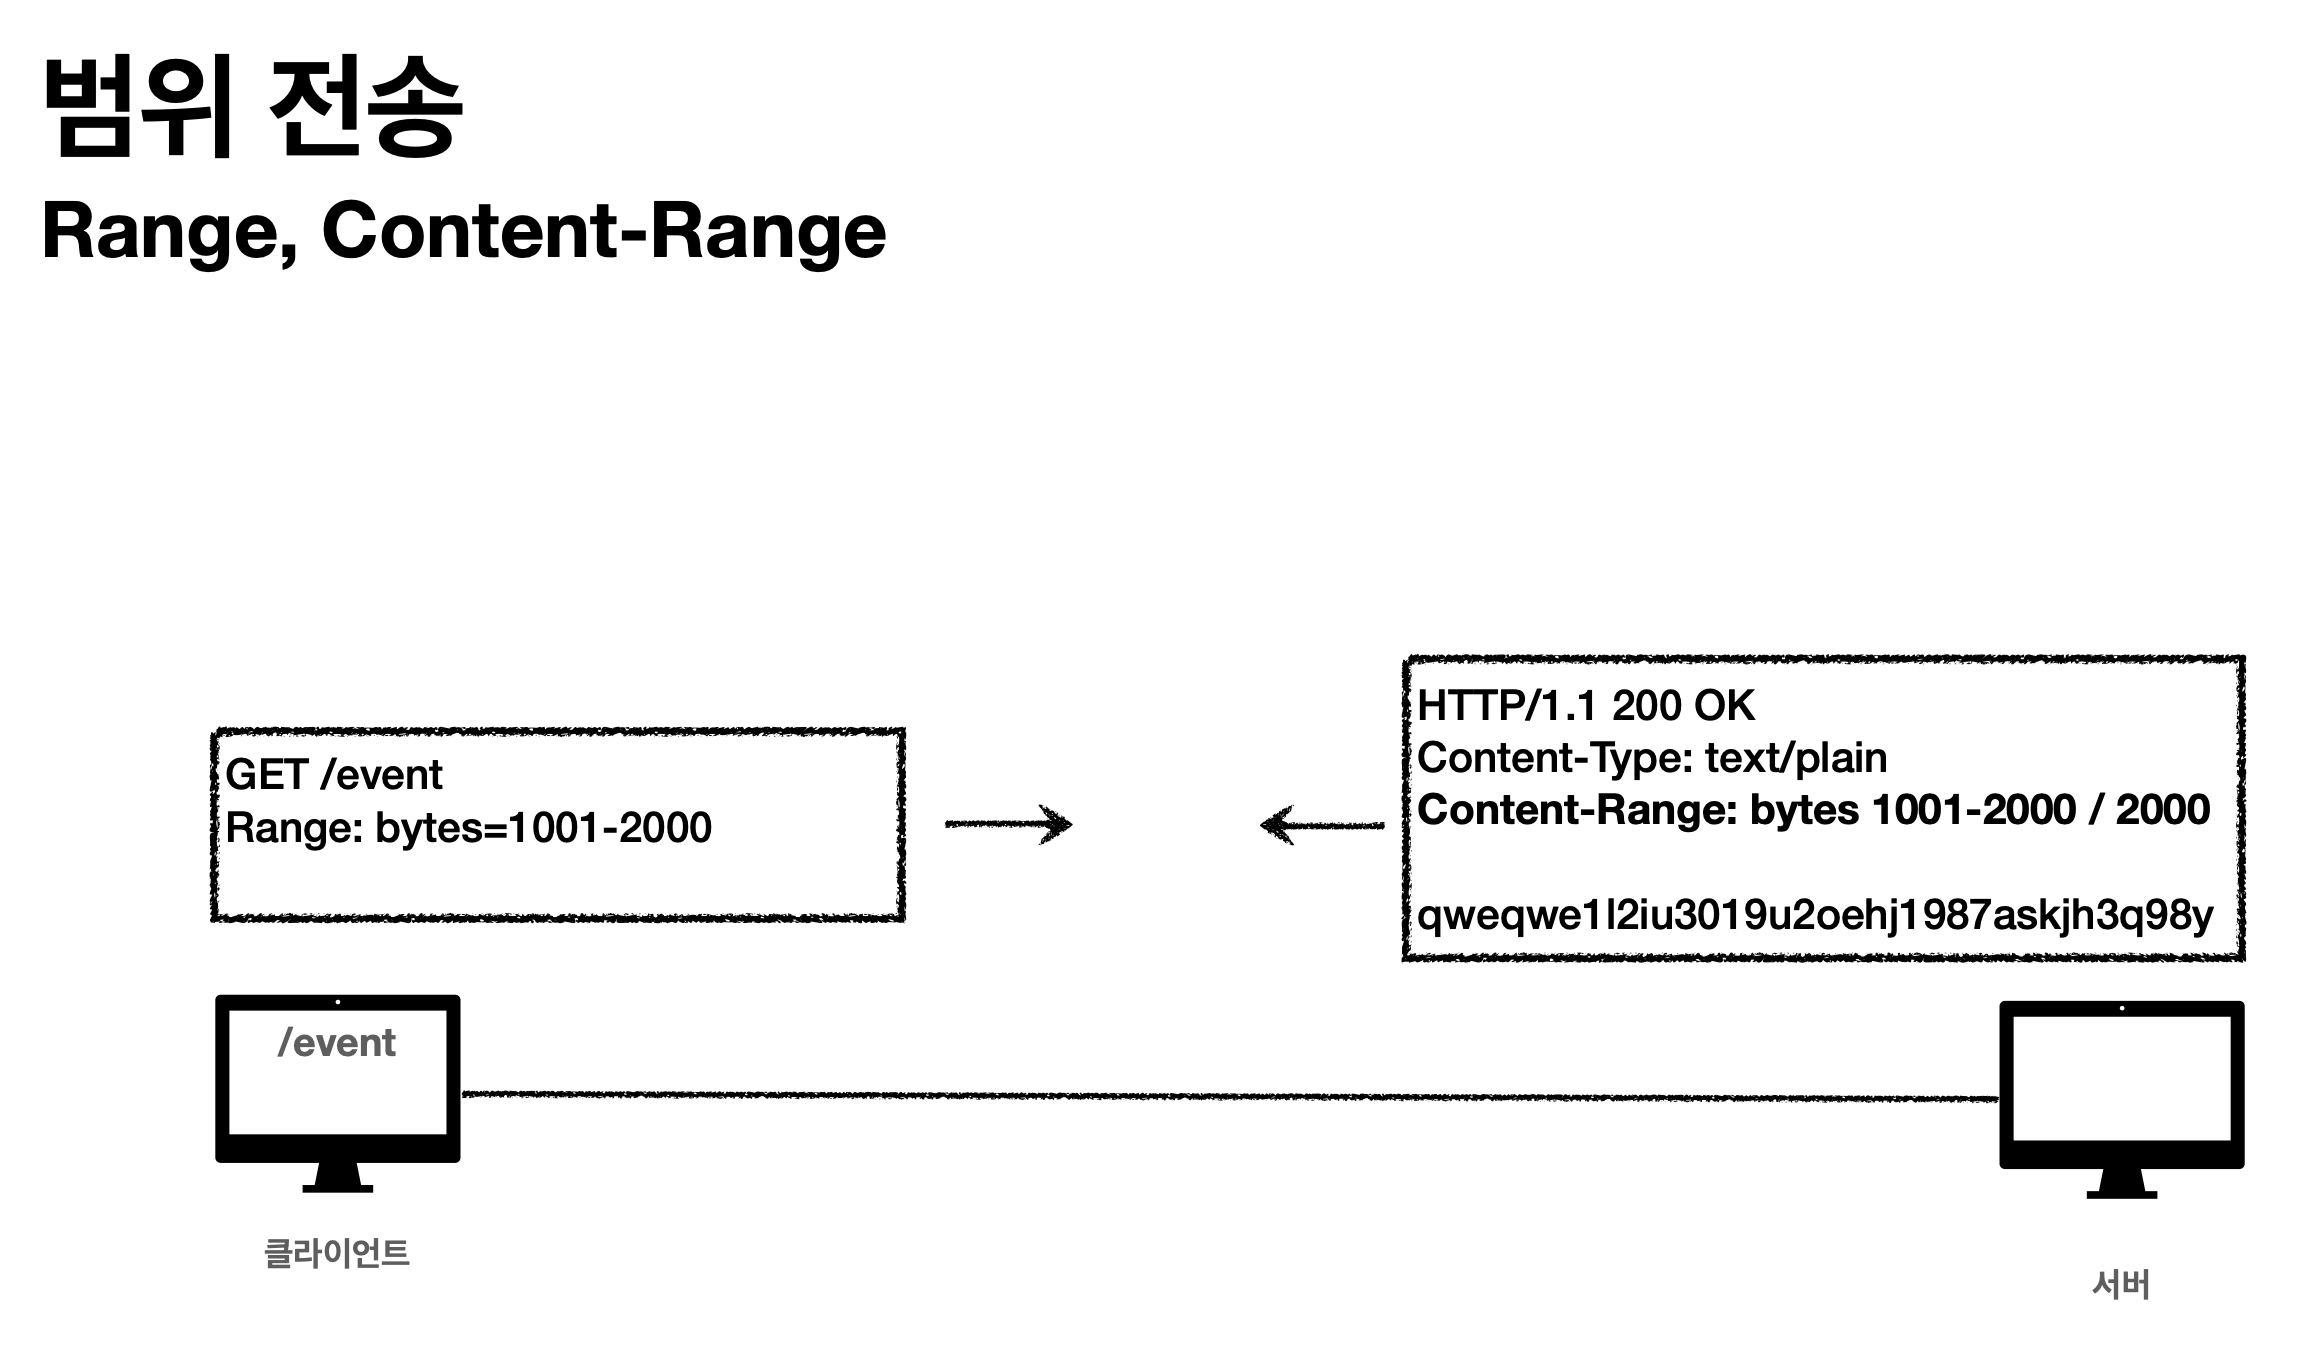 범위 전송
Range, Content-Range
GET /event
Range: bytes=1001-2000
HTTP/1.1 200 OK
Content-Type: text/plain
Content-Range: bytes 1001-2000 / 2000
qweqwe1l2iu3019u2oehj1987askjh3q98y
/event
클라이언트
서버